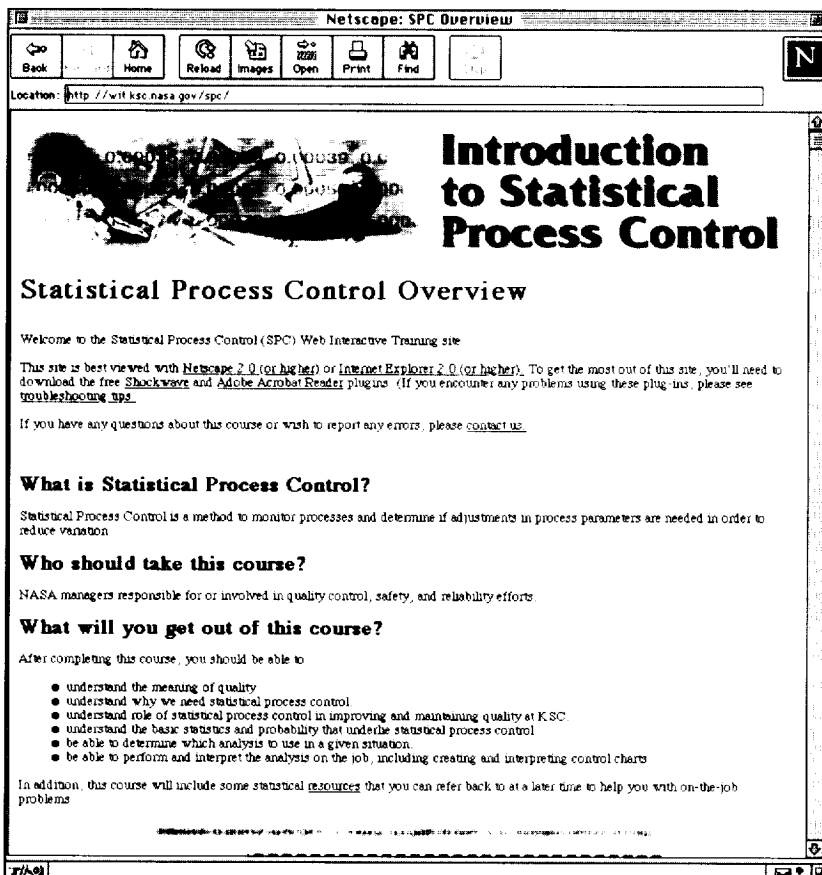 Netscape: SPC Overview
Back Home Reload Images Open Print Find
N
Location: http://wit.ksc.nasa.gov/spc/
0.00039
Introduction
to Statistical
Process Control
Statistical Process Control Overview
Welcome to the Statistical Process Control (SPC) Web Interactive Training site
This site is best viewed with Netscape 2.0 (or higher) or Internet Explorer 2.0 (or higher). To get the most out of this site, you'll need to
download the free Shockwave and Adobe Acrobat Reader plugins (If you encounter any problems using these plug-ins, please see
troubleshooting tips.
If you have any questions about this course or wish to report any errors, please contact us.
What is Statistical Process Control?
Statistical Process Control is a method to monitor processes and determine if adjustments in process parameters are needed in order to
reduce variation
Who should take this course?
NASA managers responsible for or involved in quality control, safety, and reliability efforts.
What will you get out of this course?
After completing this course, you should be able to
● understand the meaning of quality
● understand why we need statistical process control.
● understand role of statistical process control in improving and maintaining quality at KSC.
● understand the basic statistics and probability that underlie statistical process control
● be able to determine which analysis to use in a given situation.
● be able to perform and interpret the analysis on the job, including creating and interpreting control charts
In addition, this course will include some statistical resources that you can refer back to at a later time to help you with on-the-job
problems